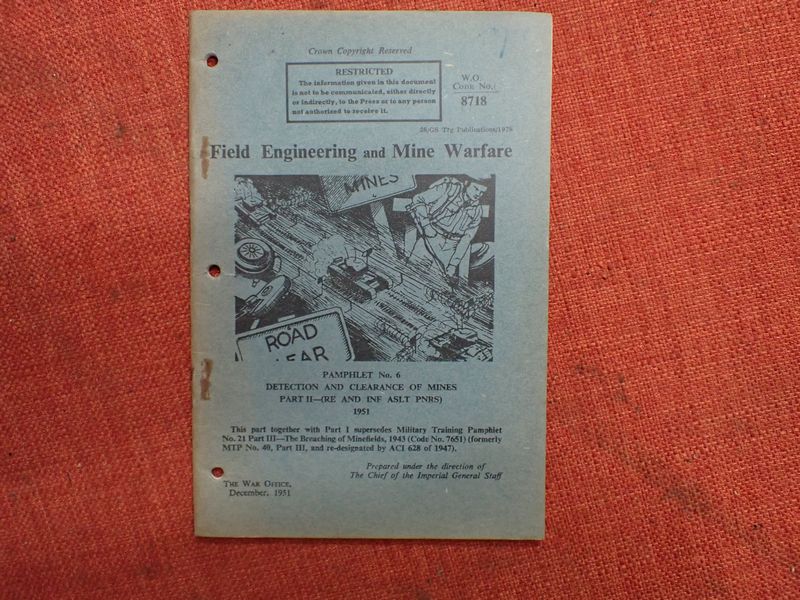 Crown Copyright Reserved
RESTRICTED
The information given in this document
is not to be communicated, either directly
or indirectly, to the Press or to any person
not authorized to receive it.
W.O.
CODE No.
8718
26/GS Trg Publications/1976
Field Engineering and Mine Warfare
MINES
ROAD
EAR
PAMPHLET No. 6
DETECTION AND CLEARANCE OF MINES
PART II—(RE AND INF ASLT PNRS)
1951
This part together with Part I supersedes Military Training Pamphlet
No. 21 Part III—The Breaching of Minefields, 1943 (Code No. 7651) (formerly
MTP No. 40, Part III, and re-designated by ACI 628 of 1947).
Prepared under the direction of
The Chief of the Imperial General Staff
THE WAR OFFICE,
December, 1951